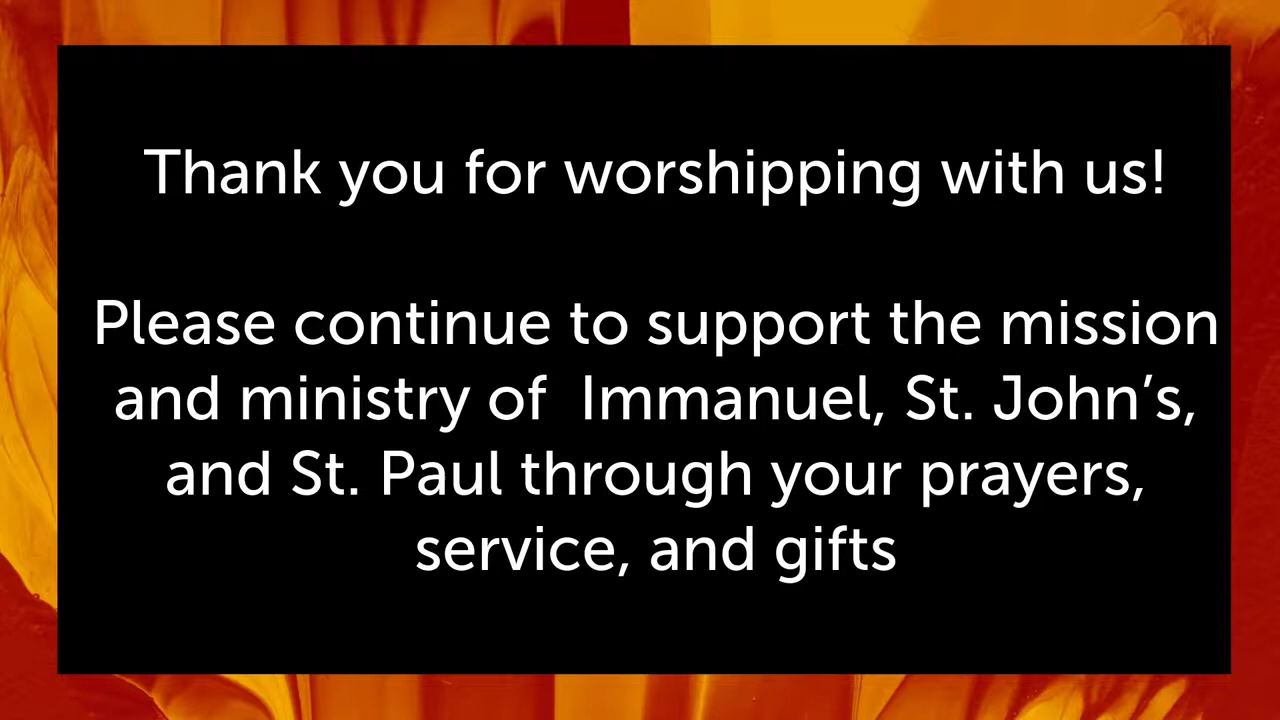 Thank you for worshipping with us!
Please continue to support the mission
and ministry of  Immanuel, St. John’s,
and St. Paul through your prayers,
service, and gifts